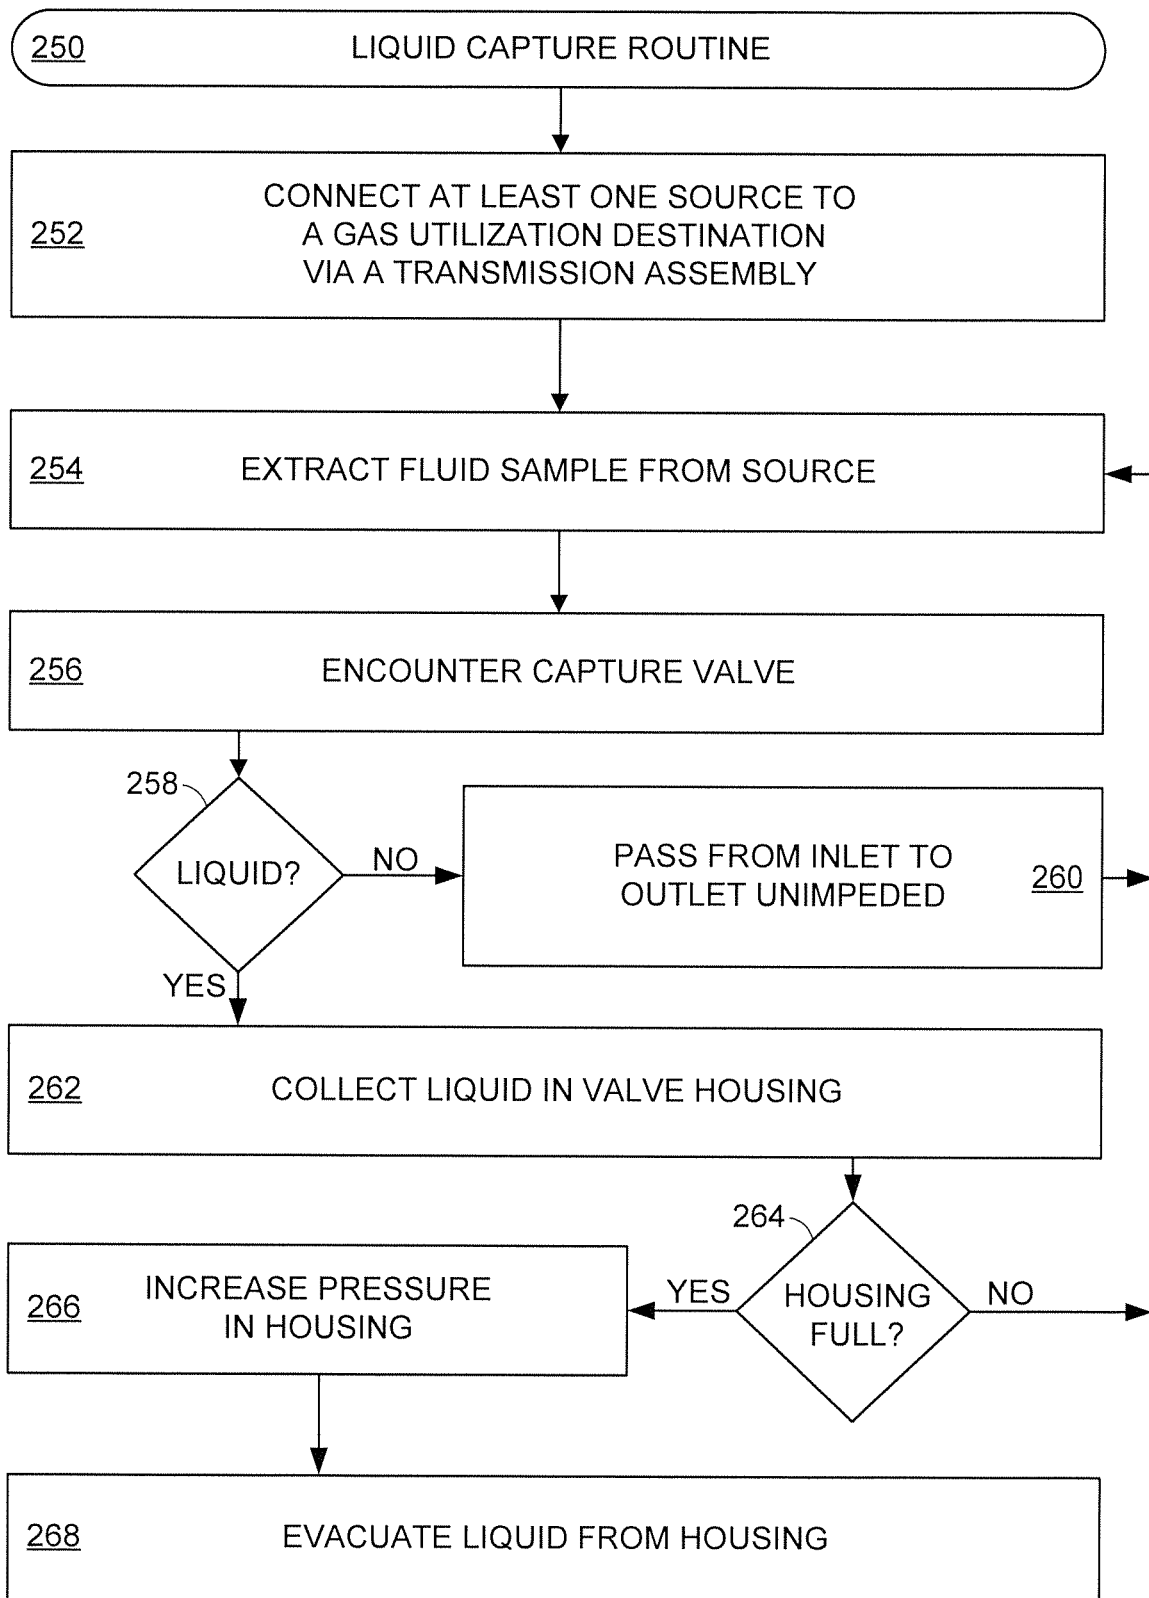 250 LIQUID CAPTURE ROUTINE
CONNECT AT LEAST ONE SOURCE TO
252 A GAS UTILIZATION DESTINATION
VIA A TRANSMISSION ASSEMBLY
254 EXTRACT FLUID SAMPLE FROM SOURCE
256 ENCOUNTER CAPTURE VALVE
258
LIQUID?
NO
YES
PASS FROM INLET TO
OUTLET UNIMPEDED
260
262 COLLECT LIQUID IN VALVE HOUSING
264
HOUSING
FULL?
YES
NO
266
INCREASE PRESSURE
IN HOUSING
268 EVACUATE LIQUID FROM HOUSING